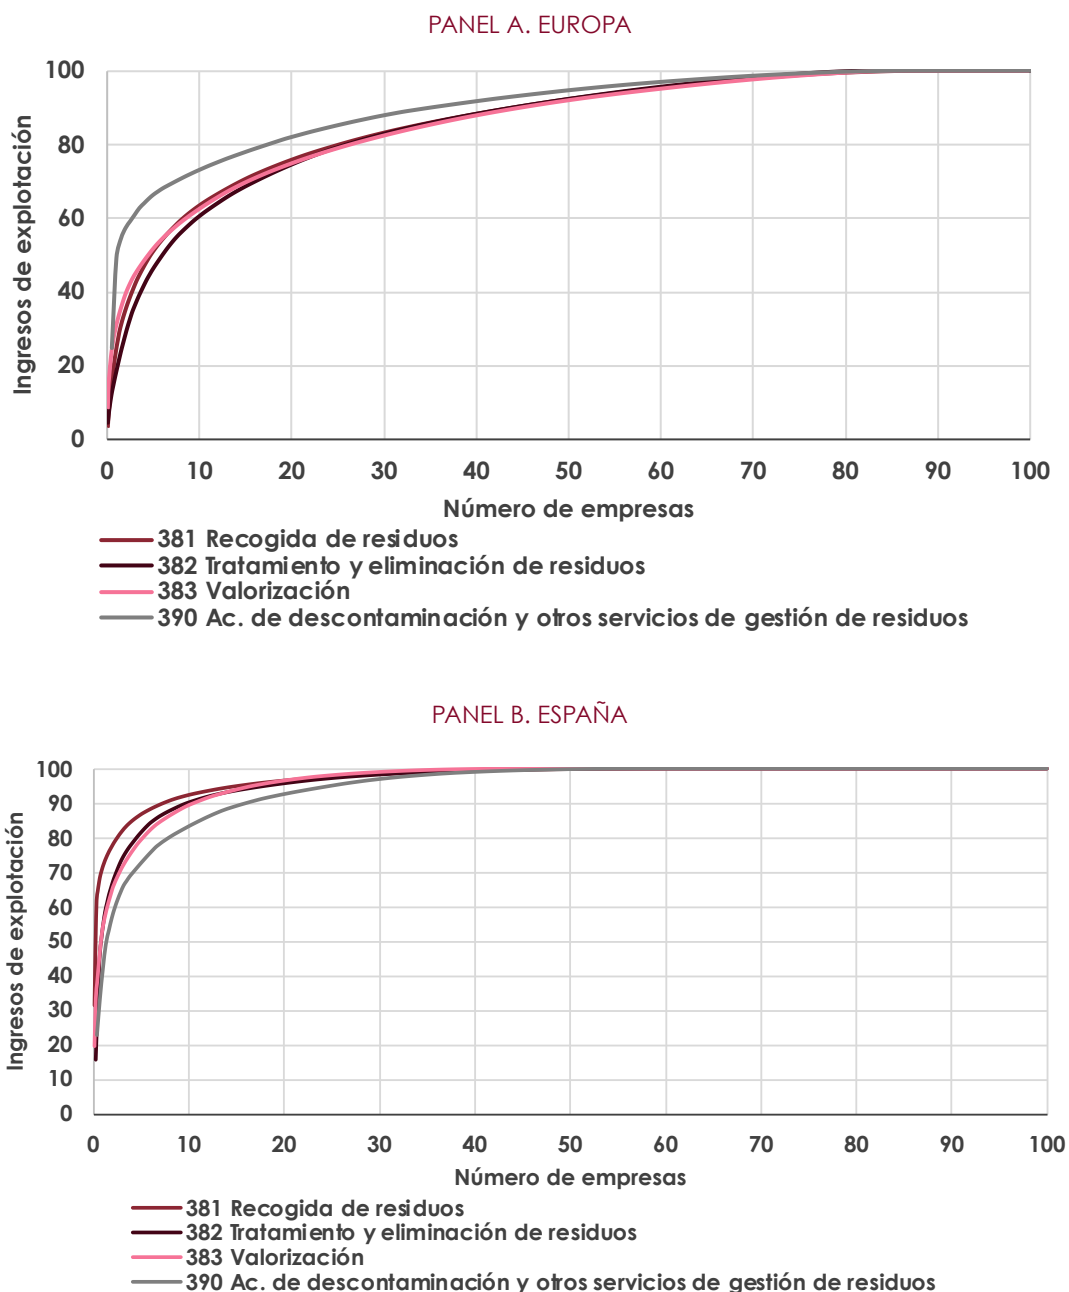 PANEL A. EUROPA
Ingresos de explotación
100
80
60
40
20
0
0 10 20 30 40 50 60 70 80 90 100
Número de empresas
381 Recogida de residuos
382 Tratamiento y eliminación de residuos
383 Valorización
390 Ac. de descontaminación y otros servicios de gestión de residuos
PANEL B. ESPAÑA
Ingresos de explotación
100
90
80
70
60
50
40
30
20
10
0
0 10 20 30 40 50 60 70 80 90 100
Número de empresas
381 Recogida de residuos
382 Tratamiento y eliminación de residuos
383 Valorización
390 Ac. de descontaminación y otros servicios de gestión de residuos